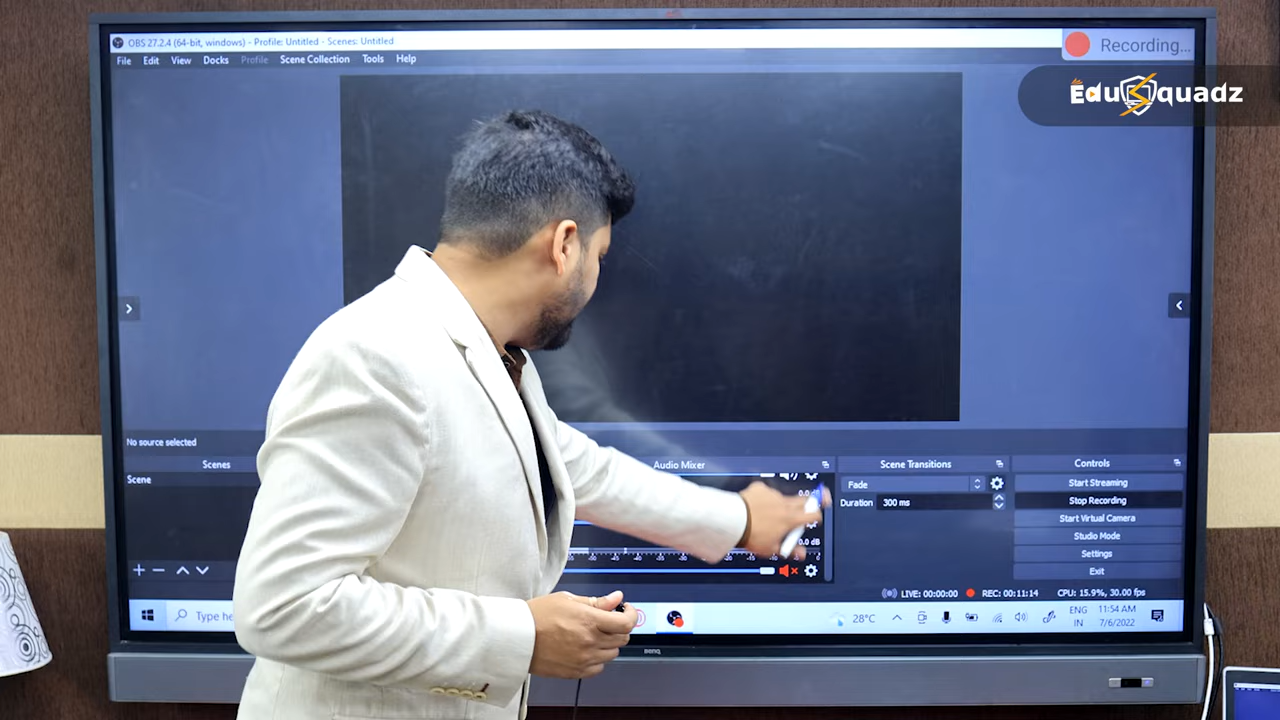 OBS 27.2.4 (64-bit, windows) - Profile: Untitled - Scenes: Untitled
Recording...
File Edit View Docks Profile Scene Collection Tools Help
EduSquadz
No source selected
Scenes Audio Mixer Scene Transitions Controls
Scene
Fade
Duration 300 ms
Start Streaming
Stop Recording
Start Virtual Camera
Studio Mode
Settings
Exit
0.0 dB
LIVE: 00:00:00 REC: 00:11:14 CPU: 15.9%, 30.00 fps
Type he
28°C
ENG
IN
11:54 AM
7/6/2022
BenQ